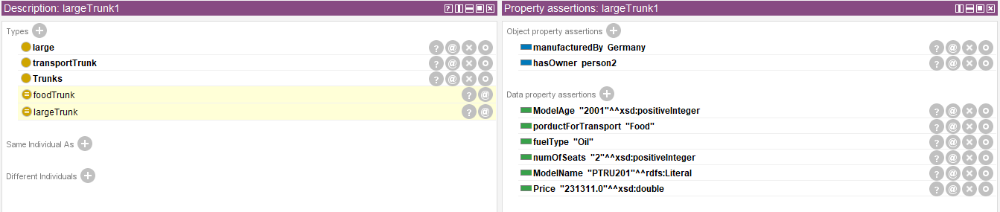 Description: largeTrunk1
Types
large
transportTrunk
Trunks
foodTrunk
largeTrunk
Same Individual As
Different Individuals
Property assertions: largeTrunk1
Object property assertions
manufacturedBy Germany
hasOwner person2
Data property assertions
ModelAge "2001"^^xsd:positiveInteger
porductForTransport "Food"
fuelType "Oil"
numOfSeats "2"^^xsd:positiveInteger
ModelName "PTRU201"^^rdfs:Literal
Price "231311.0"^^xsd:double